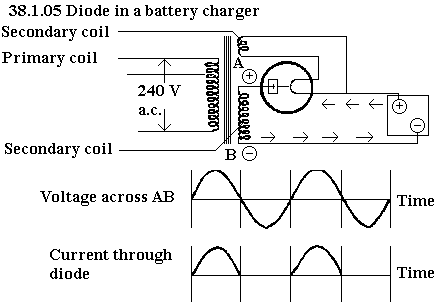 38.1.05 Diode in a battery charger
Secondary coil
Primary coil
A
+
240 V
a.c.
+
Secondary coil
B
−
−
Voltage across AB
Time
Current through
diode
Time